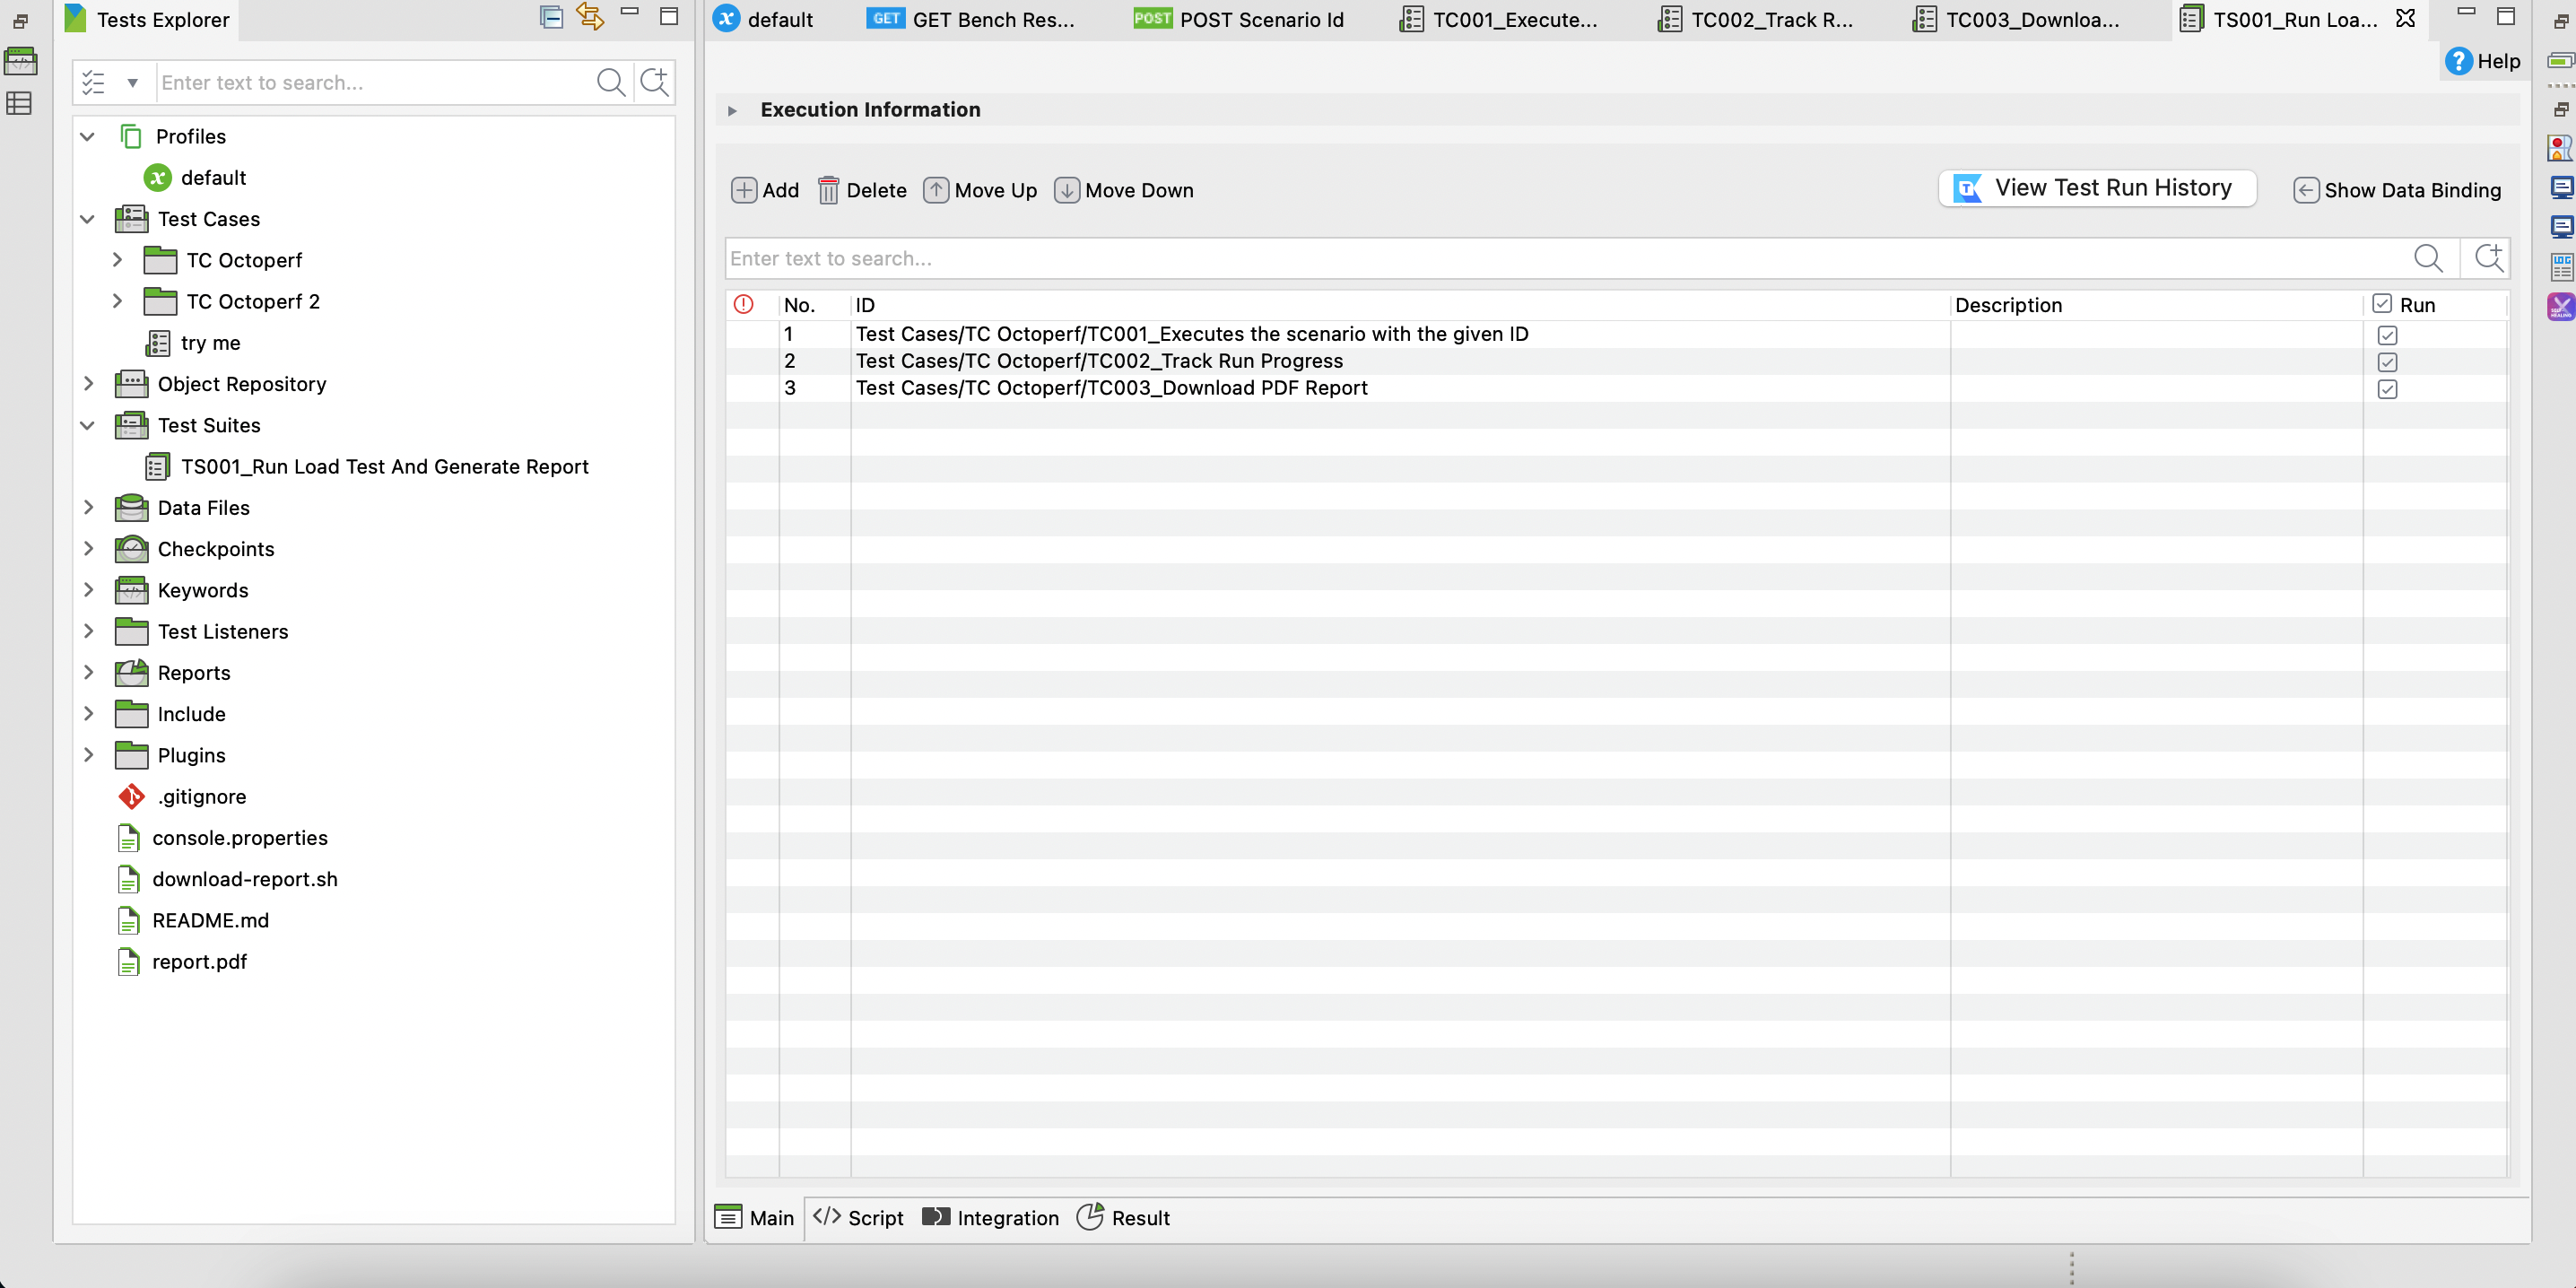 Tests Explorer
Enter text to search...
Profiles
default
Test Cases
TC Octoperf
TC Octoperf 2
try me
Object Repository
Test Suites
TS001_Run Load Test And Generate Report
Data Files
Checkpoints
Keywords
Test Listeners
Reports
Include
Plugins
.gitignore
console.properties
download-report.sh
README.md
report.pdf
default
GET GET Bench Res...
POST POST Scenario Id
TC001_Execute...
TC002_Track R...
TC003_Downloa...
TS001_Run Loa...
Help
Execution Information
Add Delete Move Up Move Down
View Test Run History
Show Data Binding
Enter text to search...
No. ID Description Run
1 Test Cases/TC Octoperf/TC001_Executes the scenario with the given ID
2 Test Cases/TC Octoperf/TC002_Track Run Progress
3 Test Cases/TC Octoperf/TC003_Download PDF Report
Main Script Integration Result
LOG